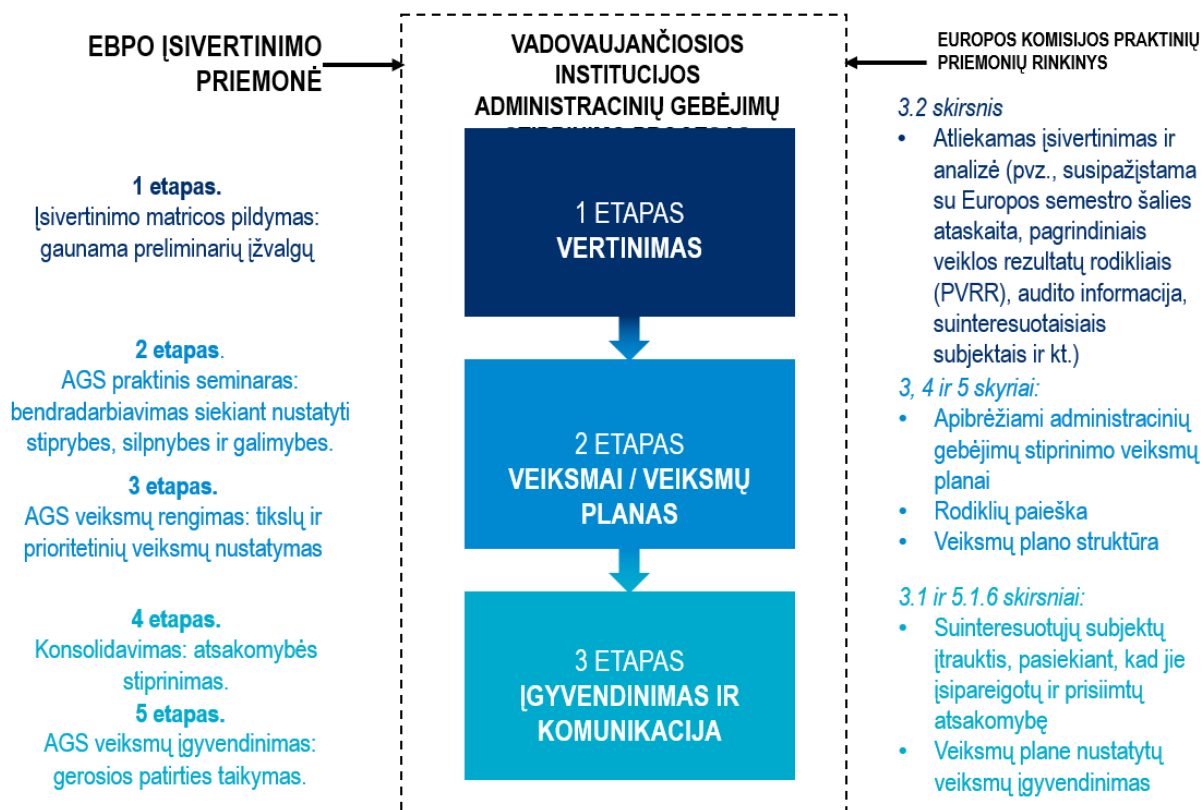 EBPO ĮSIVERTINIMO
PRIEMONĖ
1 etapas.
Įsivertinimo matricos pildymas:
gaunama preliminarių įžvalgų
2 etapas.
AGS praktinis seminaras:
bendradarbiavimas siekiant nustatyti
stiprybes, silpnybes ir galimybes.
3 etapas.
AGS veiksmų rengimas: tikslų ir
prioritetinių veiksmų nustatymas
4 etapas.
Konsolidavimas: atsakomybės
stiprinimas.
5 etapas.
AGS veiksmų įgyvendinimas:
gerosios patirties taikymas.
VADOVAUJANČIOSIOS
INSTITUCIJOS
ADMINISTRACINIŲ GEBĖJIMŲ
STIPRINIMO PROCESAS
1 ETAPAS
VERTINIMAS
2 ETAPAS
VEIKSMAI / VEIKSMŲ
PLANAS
3 ETAPAS
ĮGYVENDINIMAS IR
KOMUNIKACIJA
EUROPOS KOMISIJOS PRAKTINIŲ
PRIEMONIŲ RINKINYS
3.2 skirsnis
• Atliekamas įsivertinimas ir
analizė (pvz., susipažįstama
su Europos semestro šalies
ataskaita, pagrindiniais
veiklos rezultatų rodikliais
(PVRR), audito informacija,
suinteresuotaisiais
subjektais ir kt.)
3, 4 ir 5 skyriai:
• Apibrėžiami administracinių
gebėjimų stiprinimo veiksmų
planai
• Rodiklių paieška
• Veiksmų plano struktūra
3.1 ir 5.1.6 skirsniai:
• Suinteresuotųjų subjektų
įtrauktis, pasiekiant, kad jie
įsipareigotų ir prisiimtų
atsakomybę
• Veiksmų plane nustatytų
veiksmų įgyvendinimas